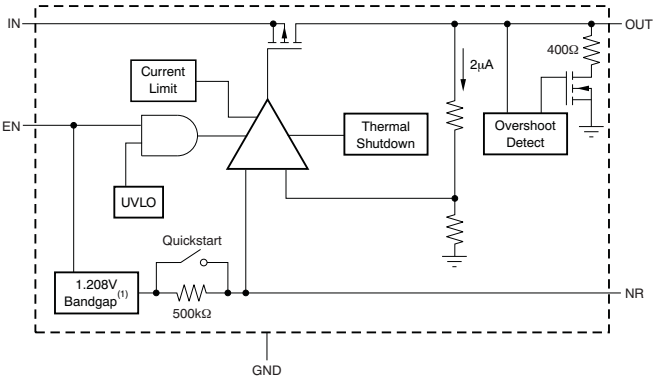 IN
OUT
400Ω
2µA
Current
Limit
EN
Thermal
Shutdown
Overshoot
Detect
UVLO
Quickstart
1.208V
Bandgap(1)
500kΩ
NR
GND